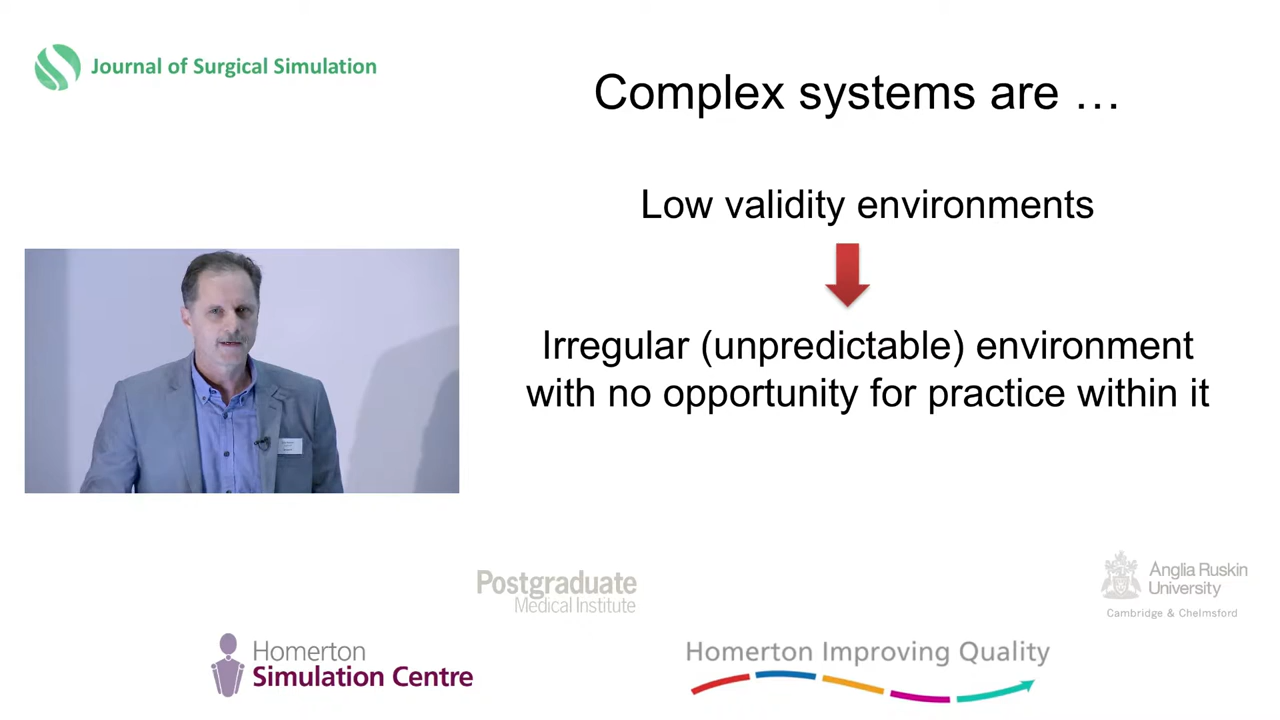 Journal of Surgical Simulation
Complex systems are …
Low validity environments
Irregular (unpredictable) environment
with no opportunity for practice within it
Postgraduate
Medical Institute
Anglia Ruskin
University
Cambridge & Chelmsford
Homerton
Simulation Centre
Homerton Improving Quality